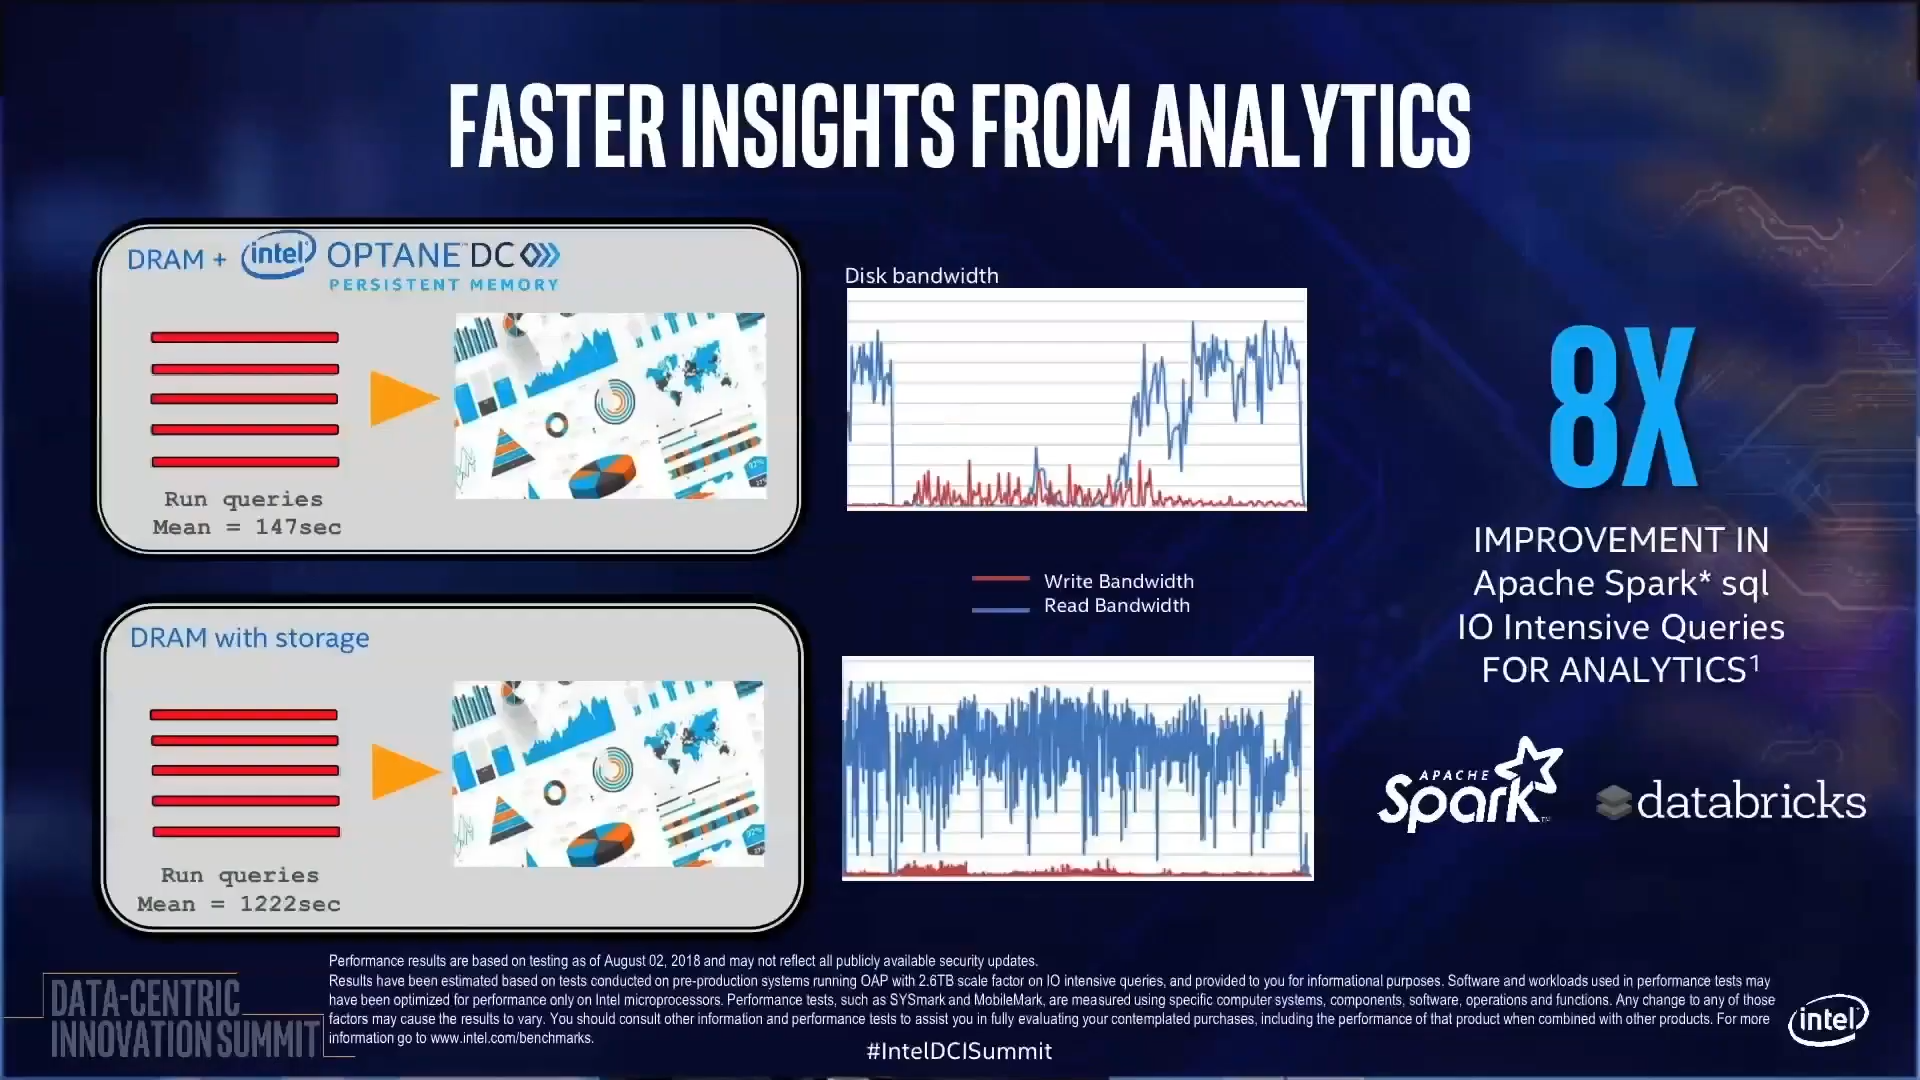 FASTER INSIGHTS FROM ANALYTICS
DRAM + intel OPTANE™ DC
PERSISTENT MEMORY
Run queries
Mean = 147sec
Disk bandwidth
Write Bandwidth
Read Bandwidth
8X
IMPROVEMENT IN
Apache Spark* sql
IO Intensive Queries
FOR ANALYTICS¹
APACHE
Spark™
databricks
DRAM with storage
Run queries
Mean = 1222sec
DATA-CENTRIC
INNOVATION SUMMIT
Performance results are based on testing as of August 02, 2018 and may not reflect all publicly available security updates.
Results have been estimated based on tests conducted on pre-production systems running OAP with 2.6TB scale factor on IO intensive queries, and provided to you for informational purposes. Software and workloads used in performance tests may
have been optimized for performance only on Intel microprocessors. Performance tests, such as SYSmark and MobileMark, are measured using specific computer systems, components, software, operations and functions. Any change to any of those
factors may cause the results to vary. You should consult other information and performance tests to assist you in fully evaluating your contemplated purchases, including the performance of that product when combined with other products. For more
information go to www.intel.com/benchmarks.
#IntelDCISummit
intel